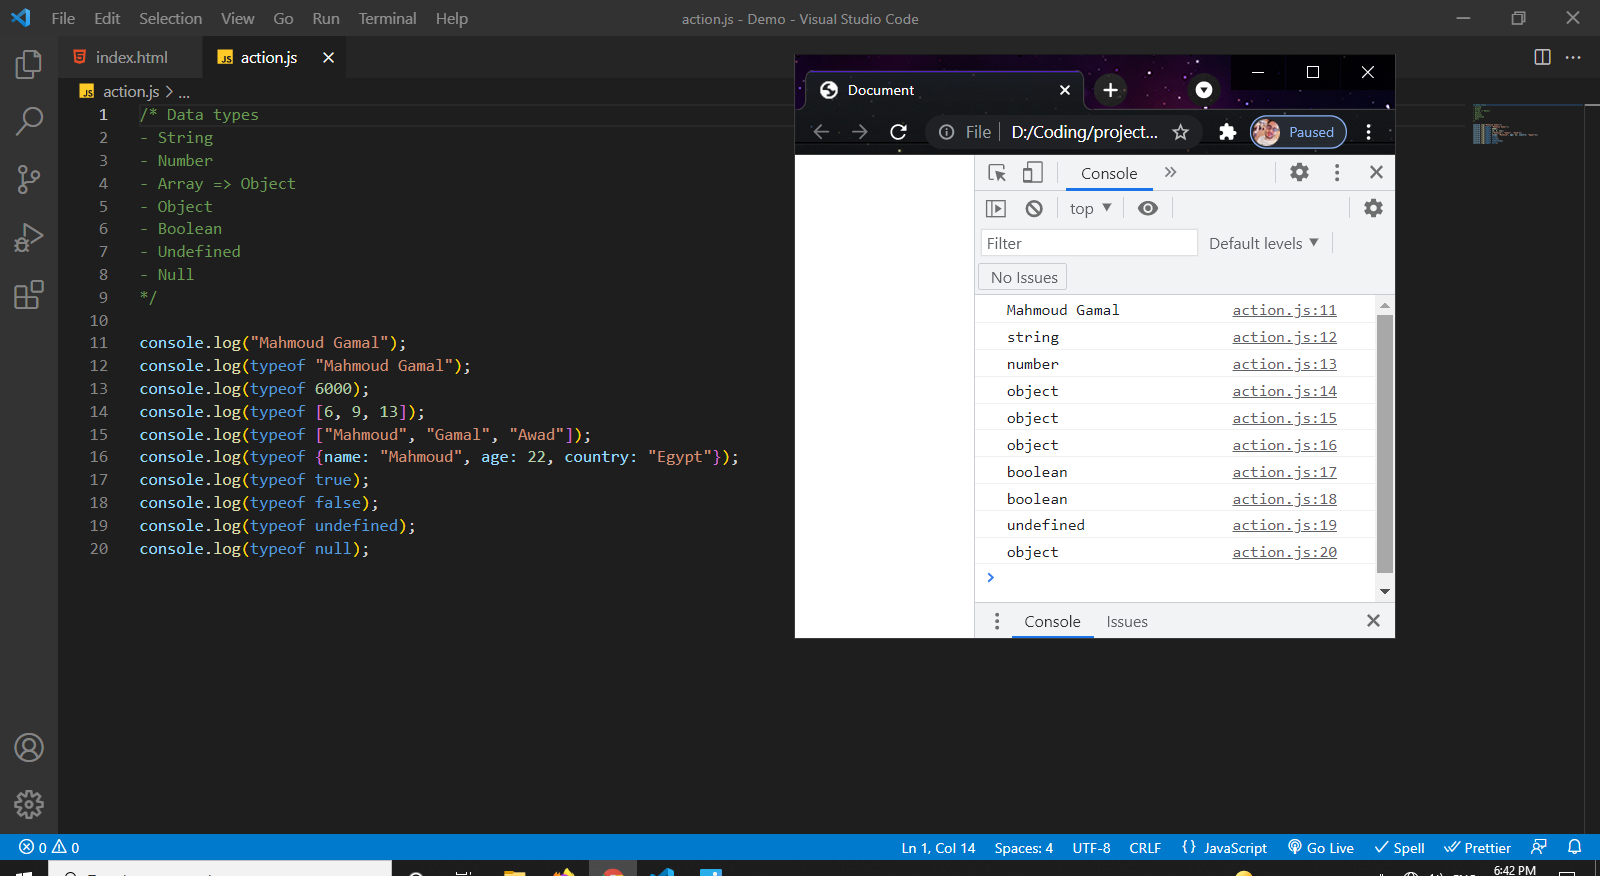 File Edit Selection View Go Run Terminal Help
action.js - Demo - Visual Studio Code
index.html
JS action.js
JS action.js > ...
1 /* Data types
2 - String
3 - Number
4 - Array => Object
5 - Object
6 - Boolean
7 - Undefined
8 - Null
9 */
10
11 console.log("Mahmoud Gamal");
12 console.log(typeof "Mahmoud Gamal");
13 console.log(typeof 6000);
14 console.log(typeof [6, 9, 13]);
15 console.log(typeof ["Mahmoud", "Gamal", "Awad"]);
16 console.log(typeof {name: "Mahmoud", age: 22, country: "Egypt"});
17 console.log(typeof true);
18 console.log(typeof false);
19 console.log(typeof undefined);
20 console.log(typeof null);
Document
File D:/Coding/project... Paused
Console
top
Filter Default levels
No Issues
Mahmoud Gamal action.js:11
string action.js:12
number action.js:13
object action.js:14
object action.js:15
object action.js:16
boolean action.js:17
boolean action.js:18
undefined action.js:19
object action.js:20
Console Issues
0 0 Ln 1, Col 14 Spaces: 4 UTF-8 CRLF {} JavaScript Go Live Spell Prettier
6:42 PM